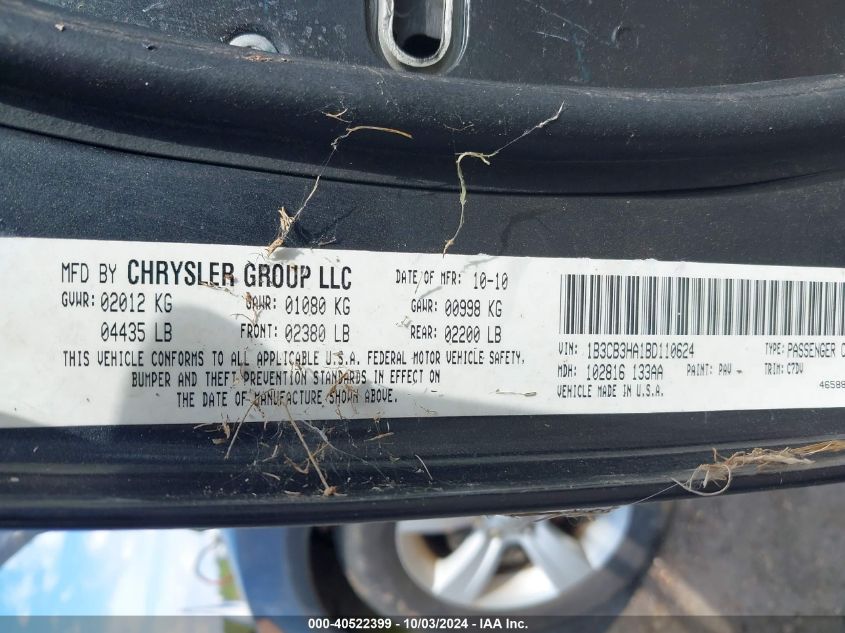 MFD BY CHRYSLER GROUP LLC DATE OF MFR: 10-10
GVWR: 02012 KG GAWR: 01080 KG GAWR: 00998 KG
04435 LB FRONT: 02380 LB REAR: 02200 LB
THIS VEHICLE CONFORMS TO ALL APPLICABLE U.S.A. FEDERAL MOTOR VEHICLE SAFETY,
BUMPER AND THEFT PREVENTION STANDARDS IN EFFECT ON
THE DATE OF MANUFACTURE SHOWN ABOVE.
VIN: 1B3CB3HA1BD110624 TYPE: PASSENGER C
MDH: 102816 133AA PAINT: PAV TRIM: C7DV
VEHICLE MADE IN U.S.A. 46588
000-40522399 - 10/03/2024 - IAA Inc.